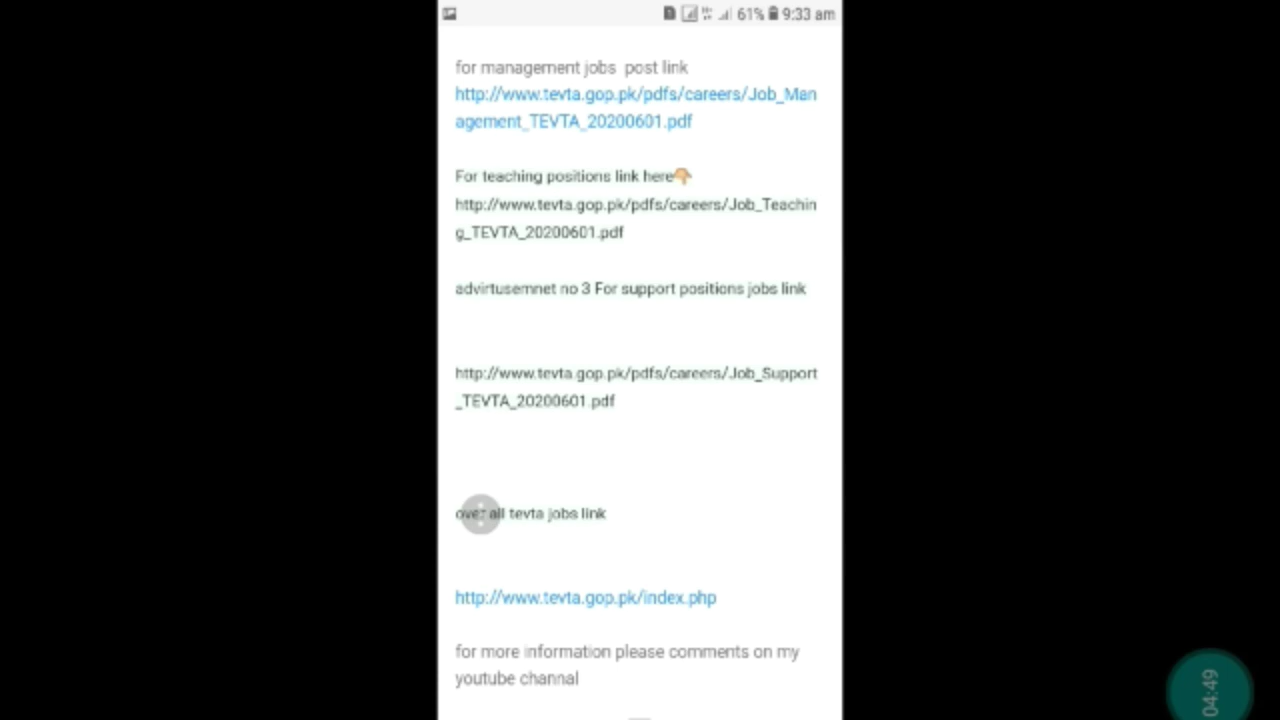 61% 9:33 am
for management jobs post link
http://www.tevta.gop.pk/pdfs/careers/Job_Man
agement_TEVTA_20200601.pdf
For teaching positions link here👇
http://www.tevta.gop.pk/pdfs/careers/Job_Teachin
g_TEVTA_20200601.pdf
advirtusemnet no 3 For support positions jobs link
http://www.tevta.gop.pk/pdfs/careers/Job_Support
_TEVTA_20200601.pdf
over all tevta jobs link
http://www.tevta.gop.pk/index.php
for more information please comments on my
youtube channal
04:49